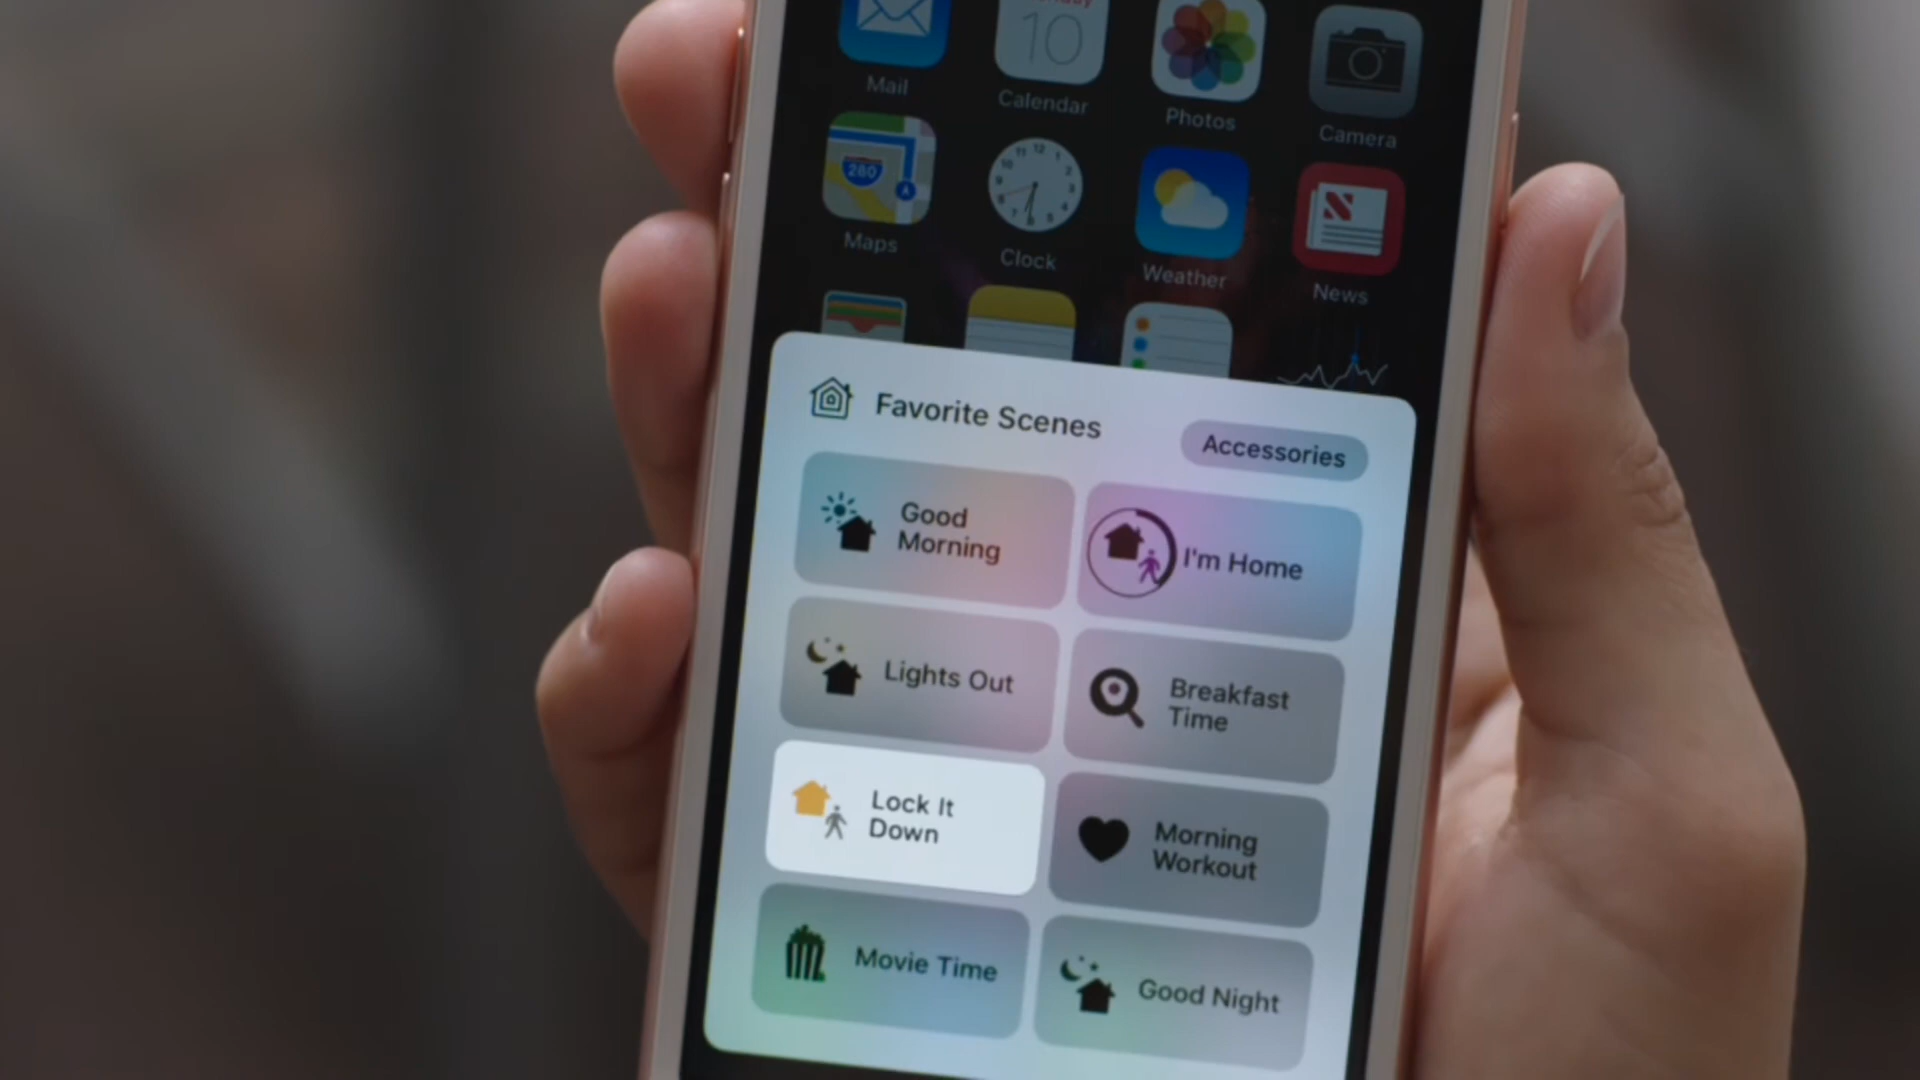 10
Mail
Calendar
Photos
Camera
280
Maps
Clock
Weather
News
Favorite Scenes
Accessories
Good
Morning
I'm Home
Lights Out
Breakfast
Time
Lock It
Down
Morning
Workout
Movie Time
Good Night